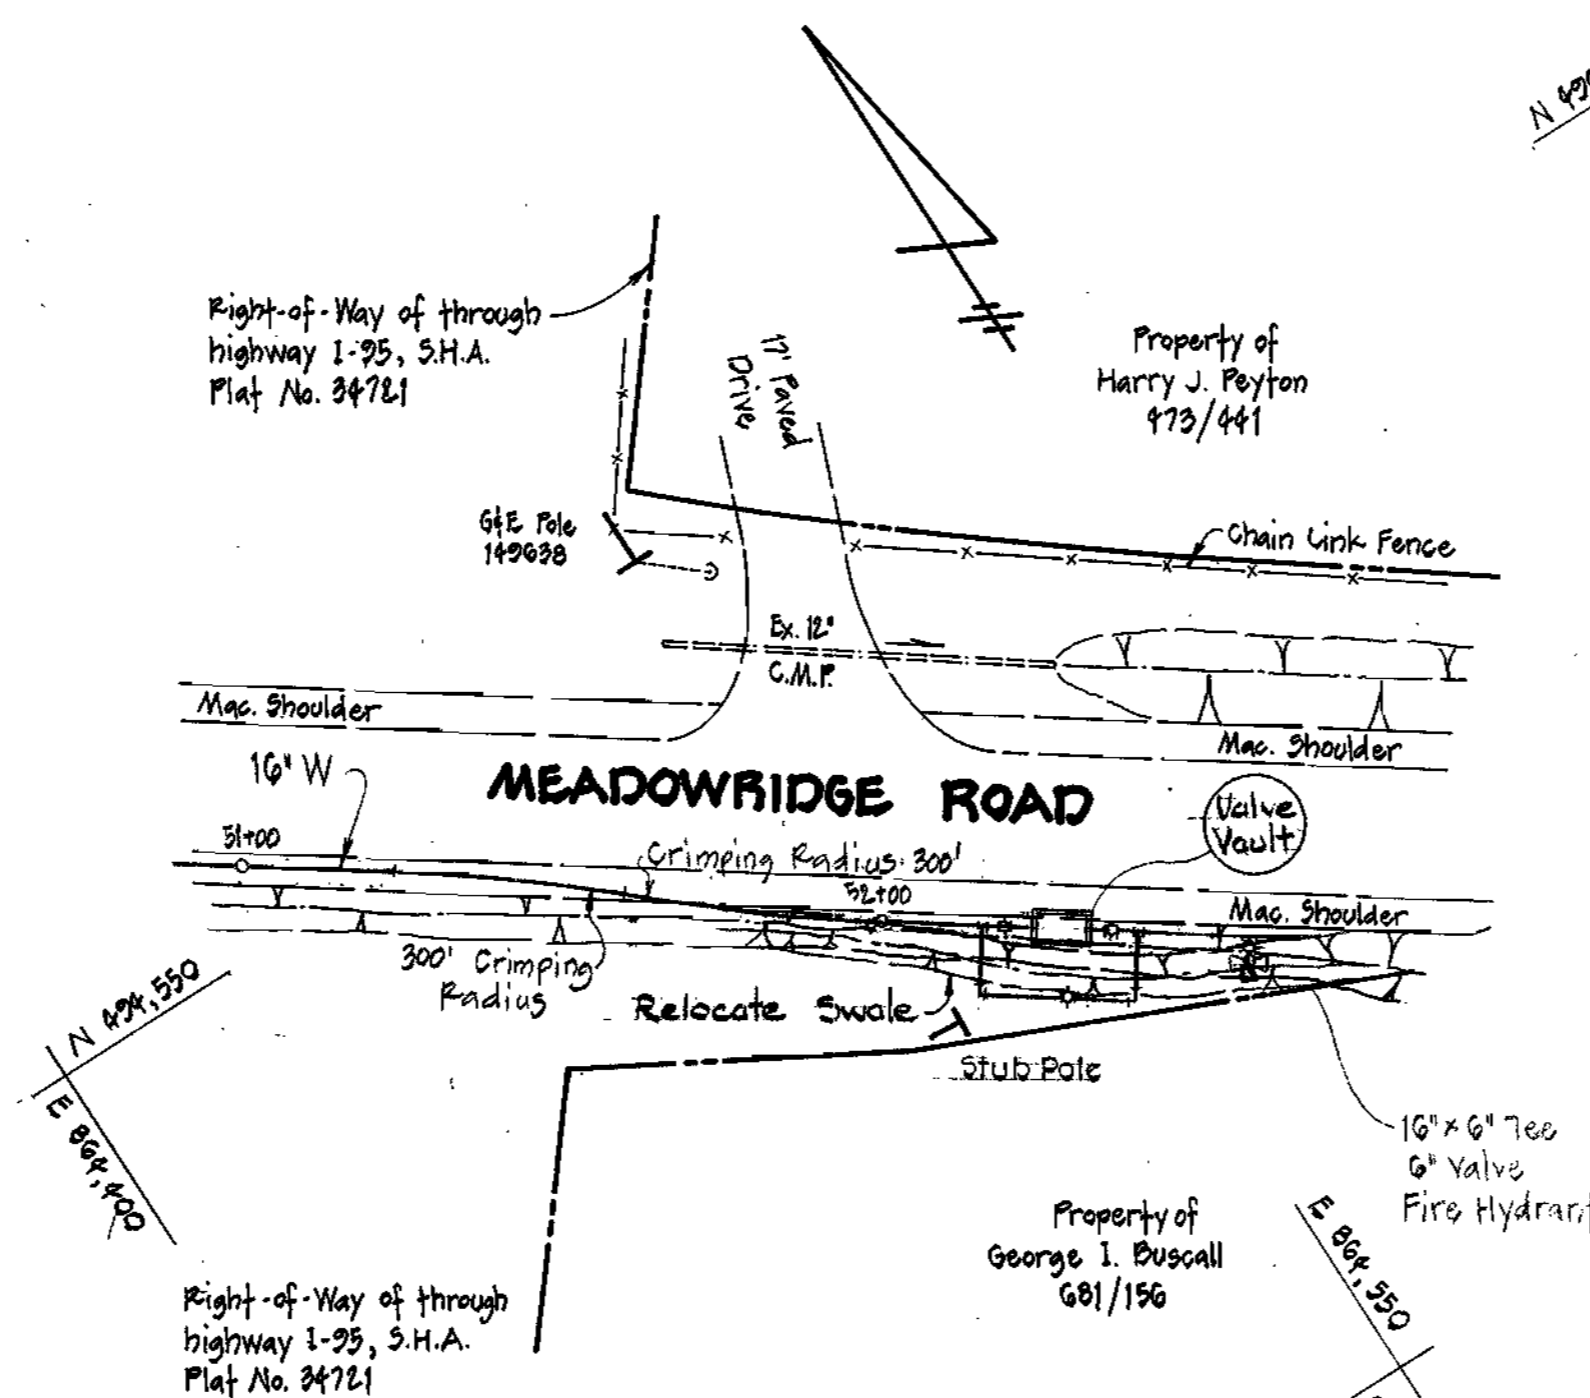 Right-of-Way of through
highway I-95, S.H.A.
Plat No. 34721
17' Paved
Drive
Property of
Harry J. Peyton
473/441
G&E Pole
149638
Chain Link Fence
Ex. 12"
C.M.P.
Mac. Shoulder
Mac. Shoulder
16" W
MEADOWRIDGE ROAD
Valve
Vault
51+00
Crimping Radius 300'
52+00
Mac. Shoulder
300' Crimping
Radius
Relocate Swale
Stub Pole
N 494,550
E 864,400
16" x 6" Tee
6" Valve
Fire Hydrant
Property of
George I. Buscall
681/156
E 864,550
Right-of-Way of through
highway I-95, S.H.A.
Plat No. 34721